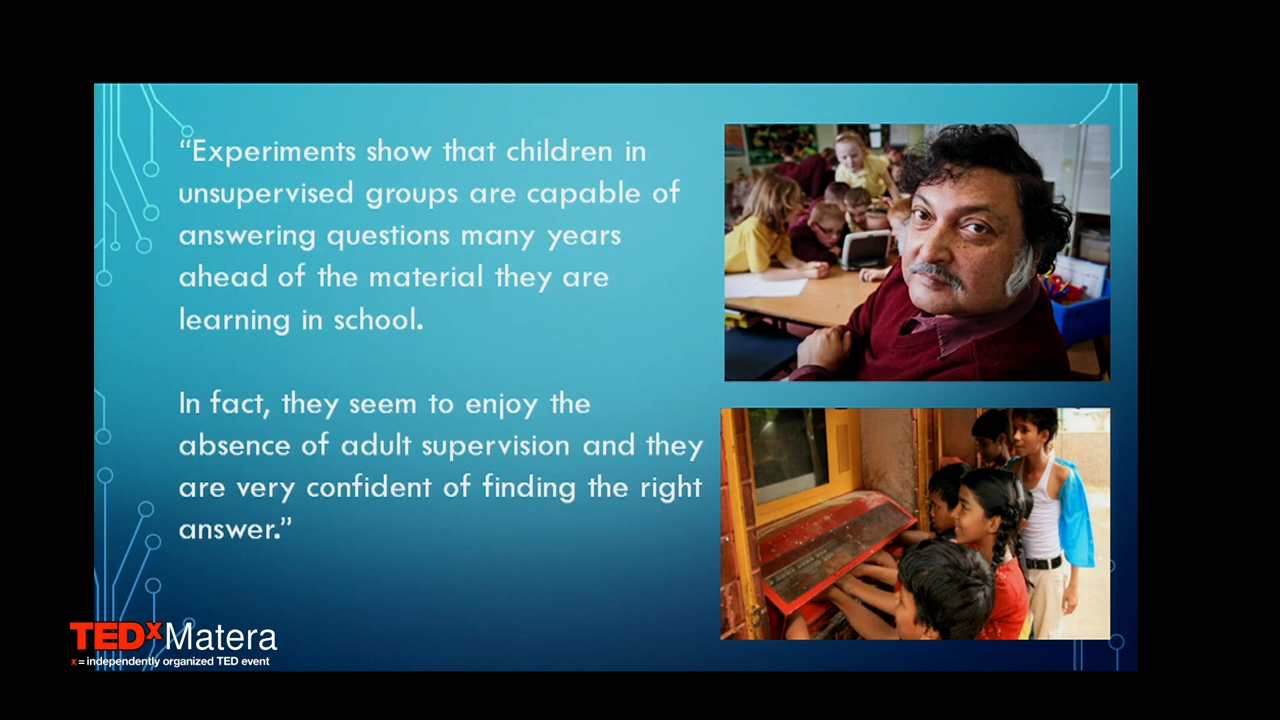 “Experiments show that children in
unsupervised groups are capable of
answering questions many years
ahead of the material they are
learning in school.
In fact, they seem to enjoy the
absence of adult supervision and they
are very confident of finding the right
answer.”
TEDxMatera
x = independently organized TED event